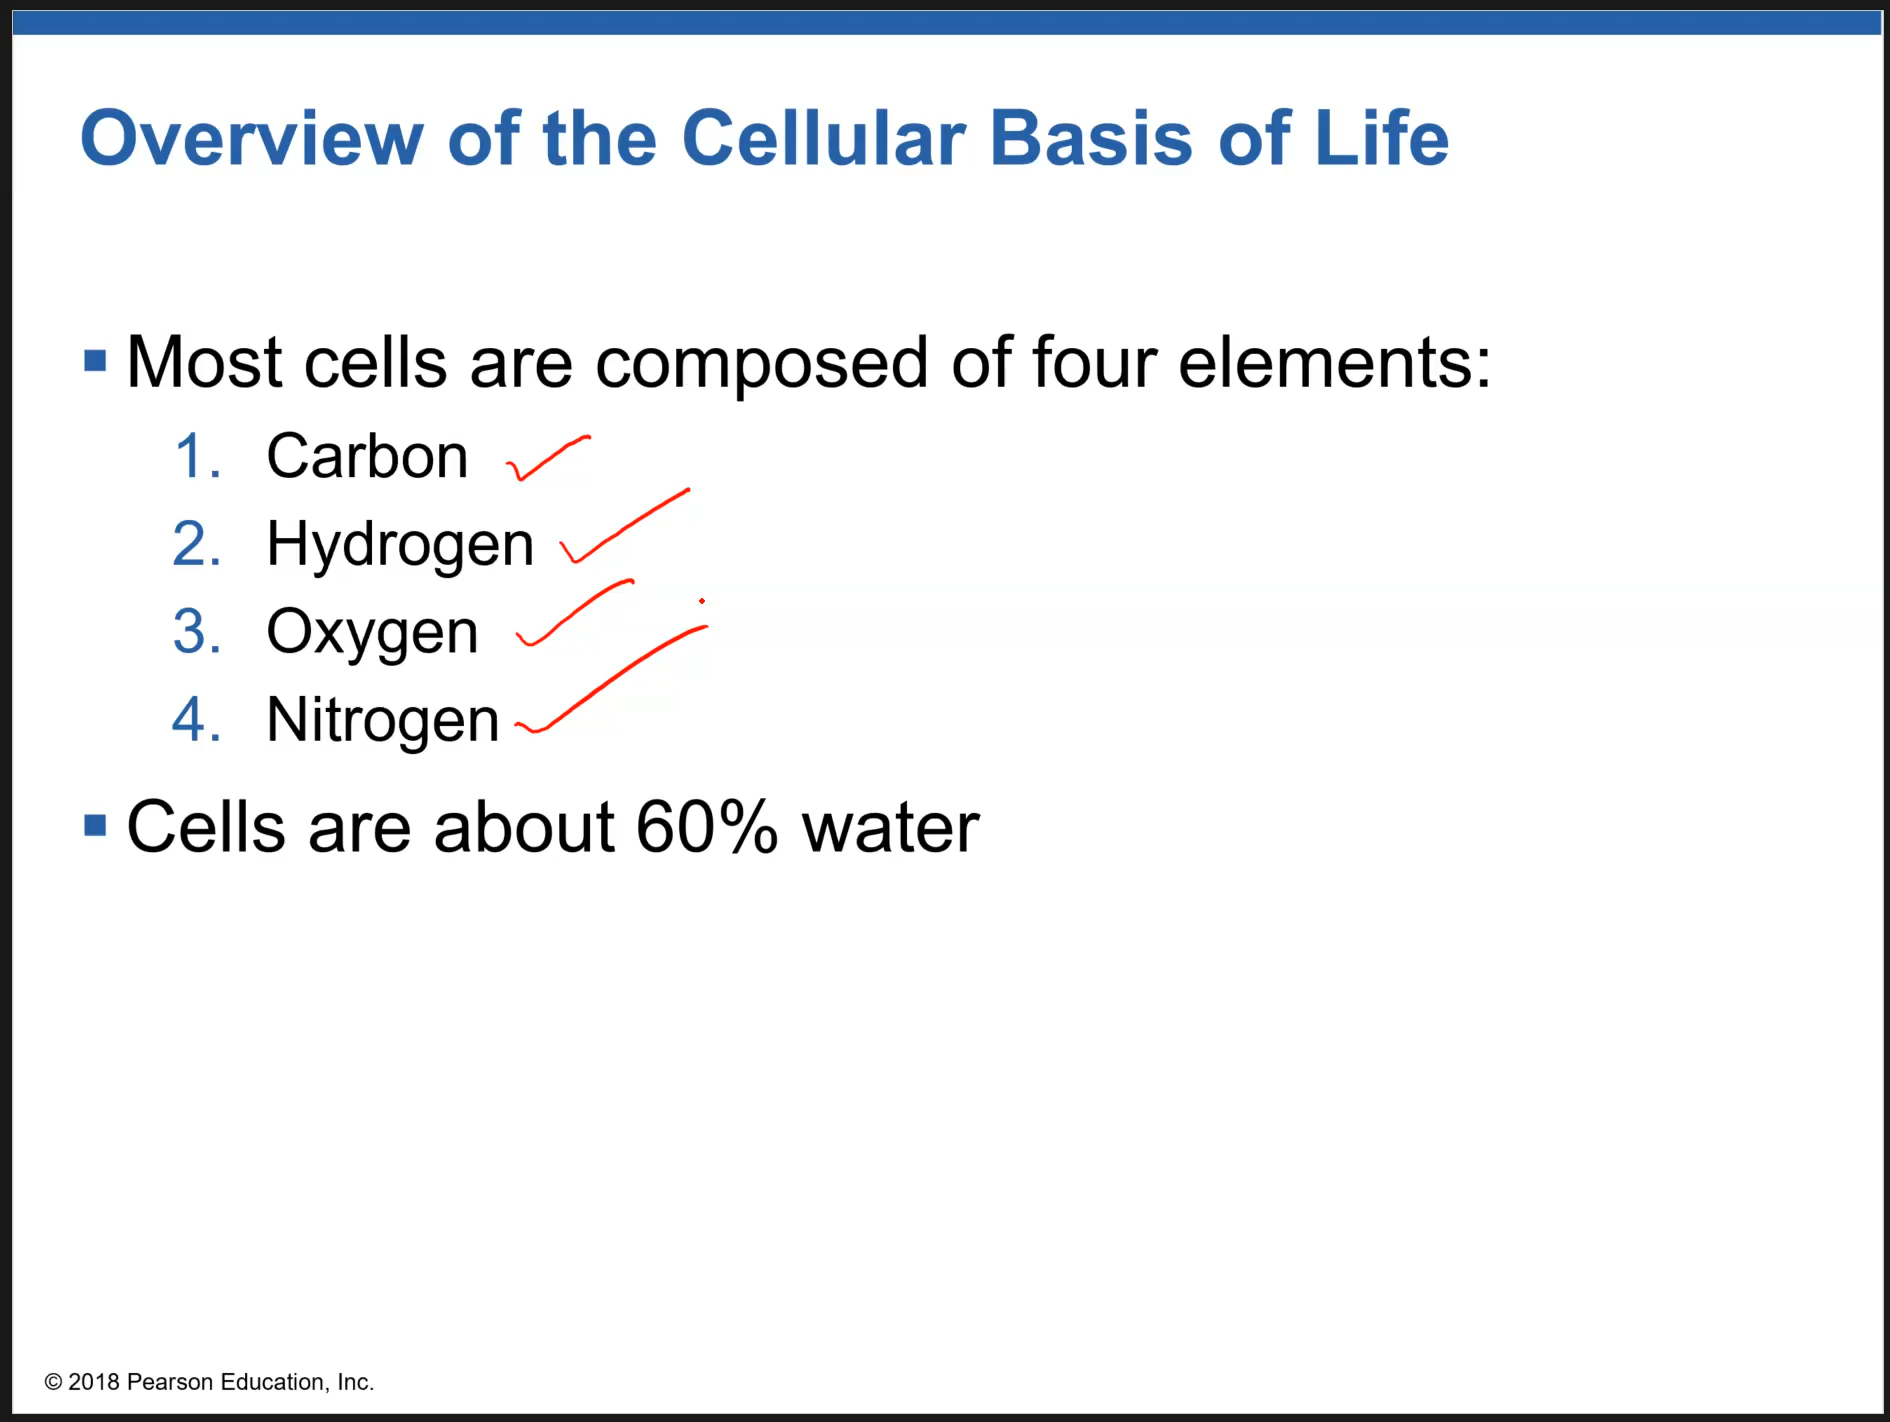 Overview of the Cellular Basis of Life
▪ Most cells are composed of four elements:
1. Carbon
2. Hydrogen
3. Oxygen
4. Nitrogen
▪ Cells are about 60% water
© 2018 Pearson Education, Inc.